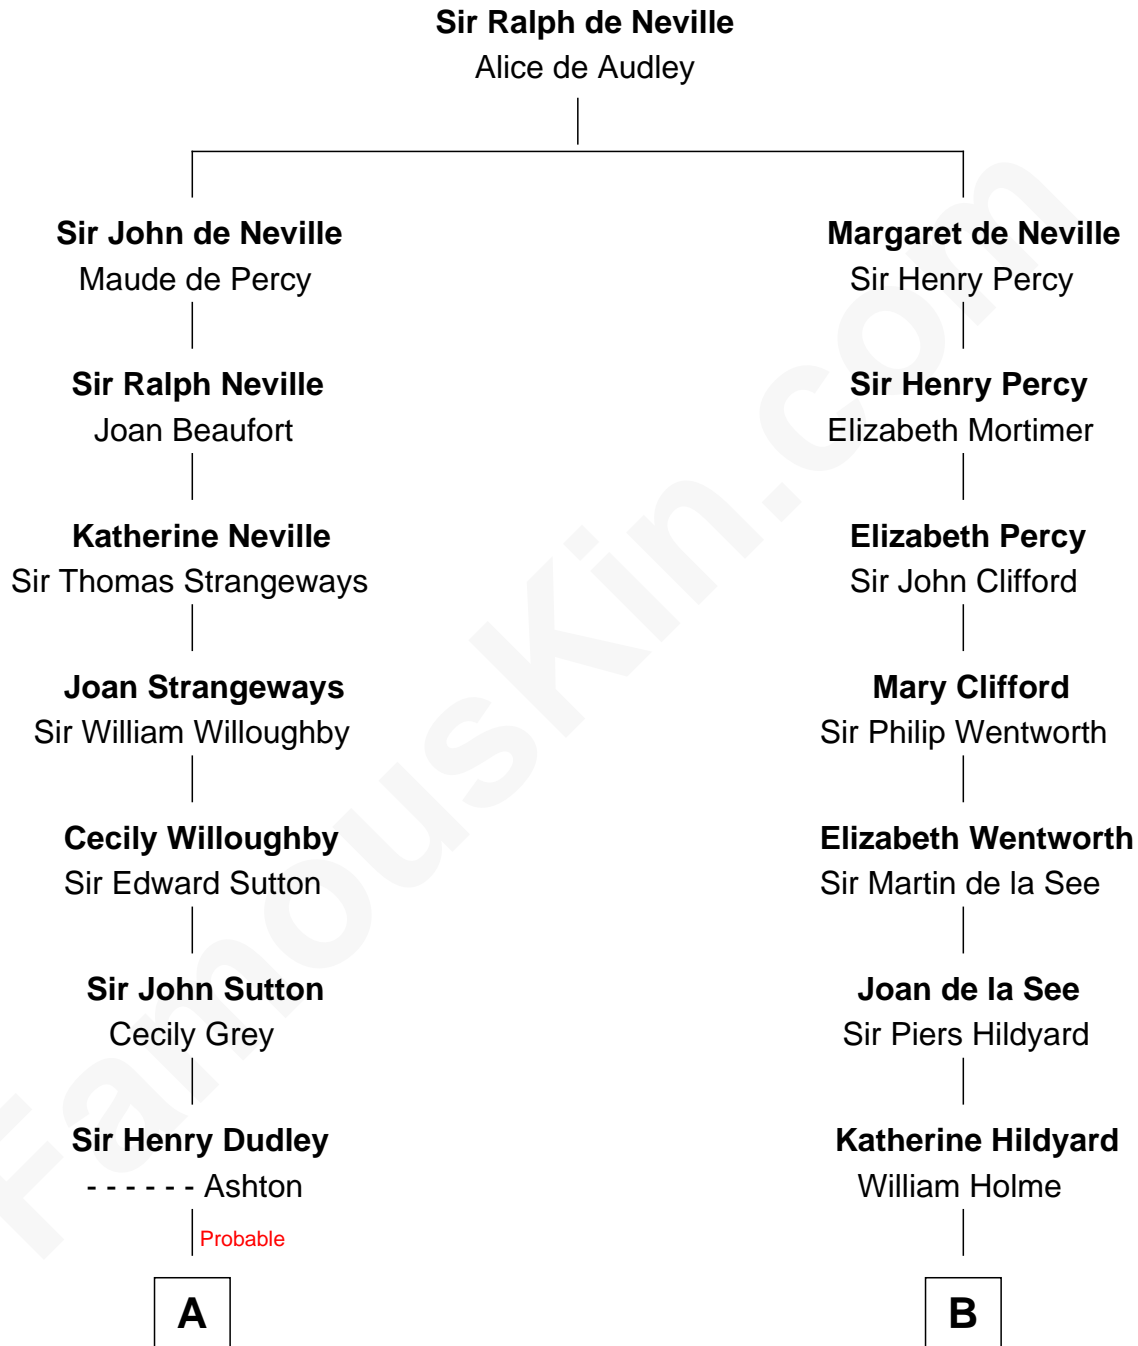 Sir Ralph de Neville
Alice de Audley
Sir John de Neville
Maude de Percy
Margaret de Neville
Sir Henry Percy
Sir Ralph Neville
Joan Beaufort
Sir Henry Percy
Elizabeth Mortimer
Katherine Neville
Sir Thomas Strangeways
Elizabeth Percy
Sir John Clifford
Joan Strangeways
Sir William Willoughby
Mary Clifford
Sir Philip Wentworth
Cecily Willoughby
Sir Edward Sutton
Elizabeth Wentworth
Sir Martin de la See
Sir John Sutton
Cecily Grey
Joan de la See
Sir Piers Hildyard
Sir Henry Dudley
- - - - - - Ashton
Katherine Hildyard
William Holme
Probable
A
B
FamousKin.com